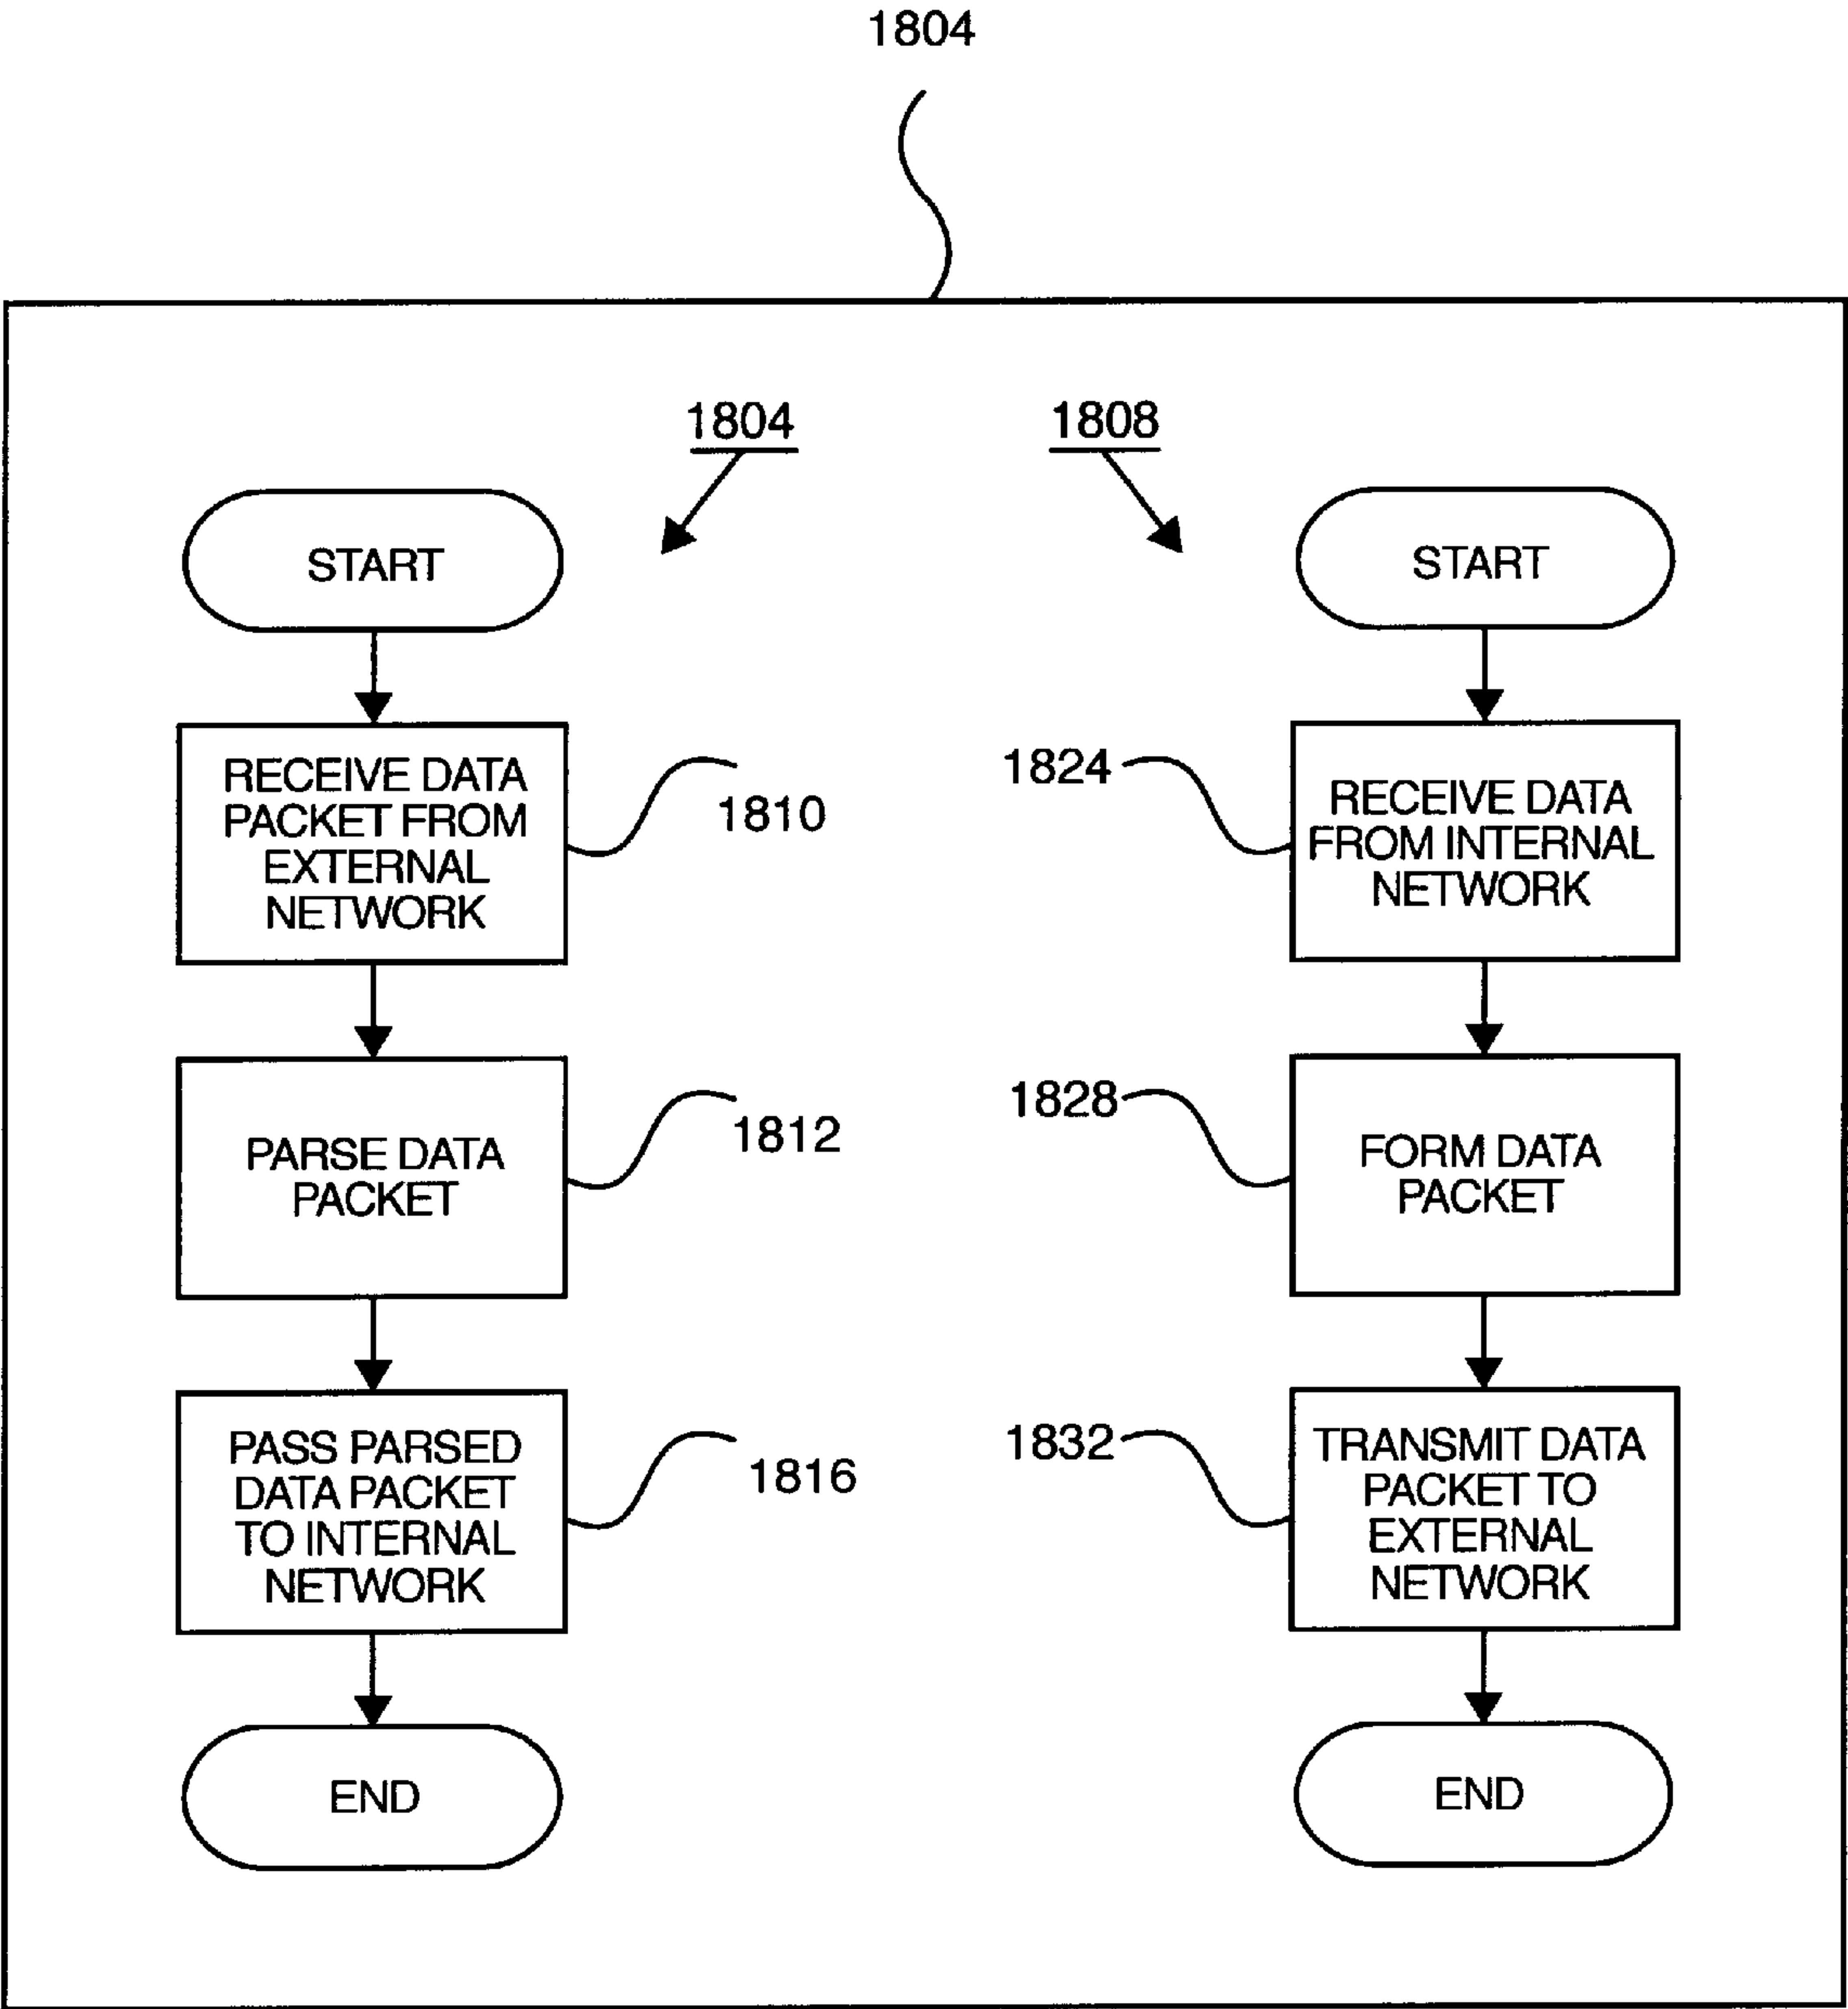 1804
1804
1808
START
RECEIVE DATA
PACKET FROM
EXTERNAL
NETWORK
1810
PARSE DATA
PACKET
1812
PASS PARSED
DATA PACKET
TO INTERNAL
NETWORK
1816
END
START
1824
RECEIVE DATA
FROM INTERNAL
NETWORK
1828
FORM DATA
PACKET
1832
TRANSMIT DATA
PACKET TO
EXTERNAL
NETWORK
END